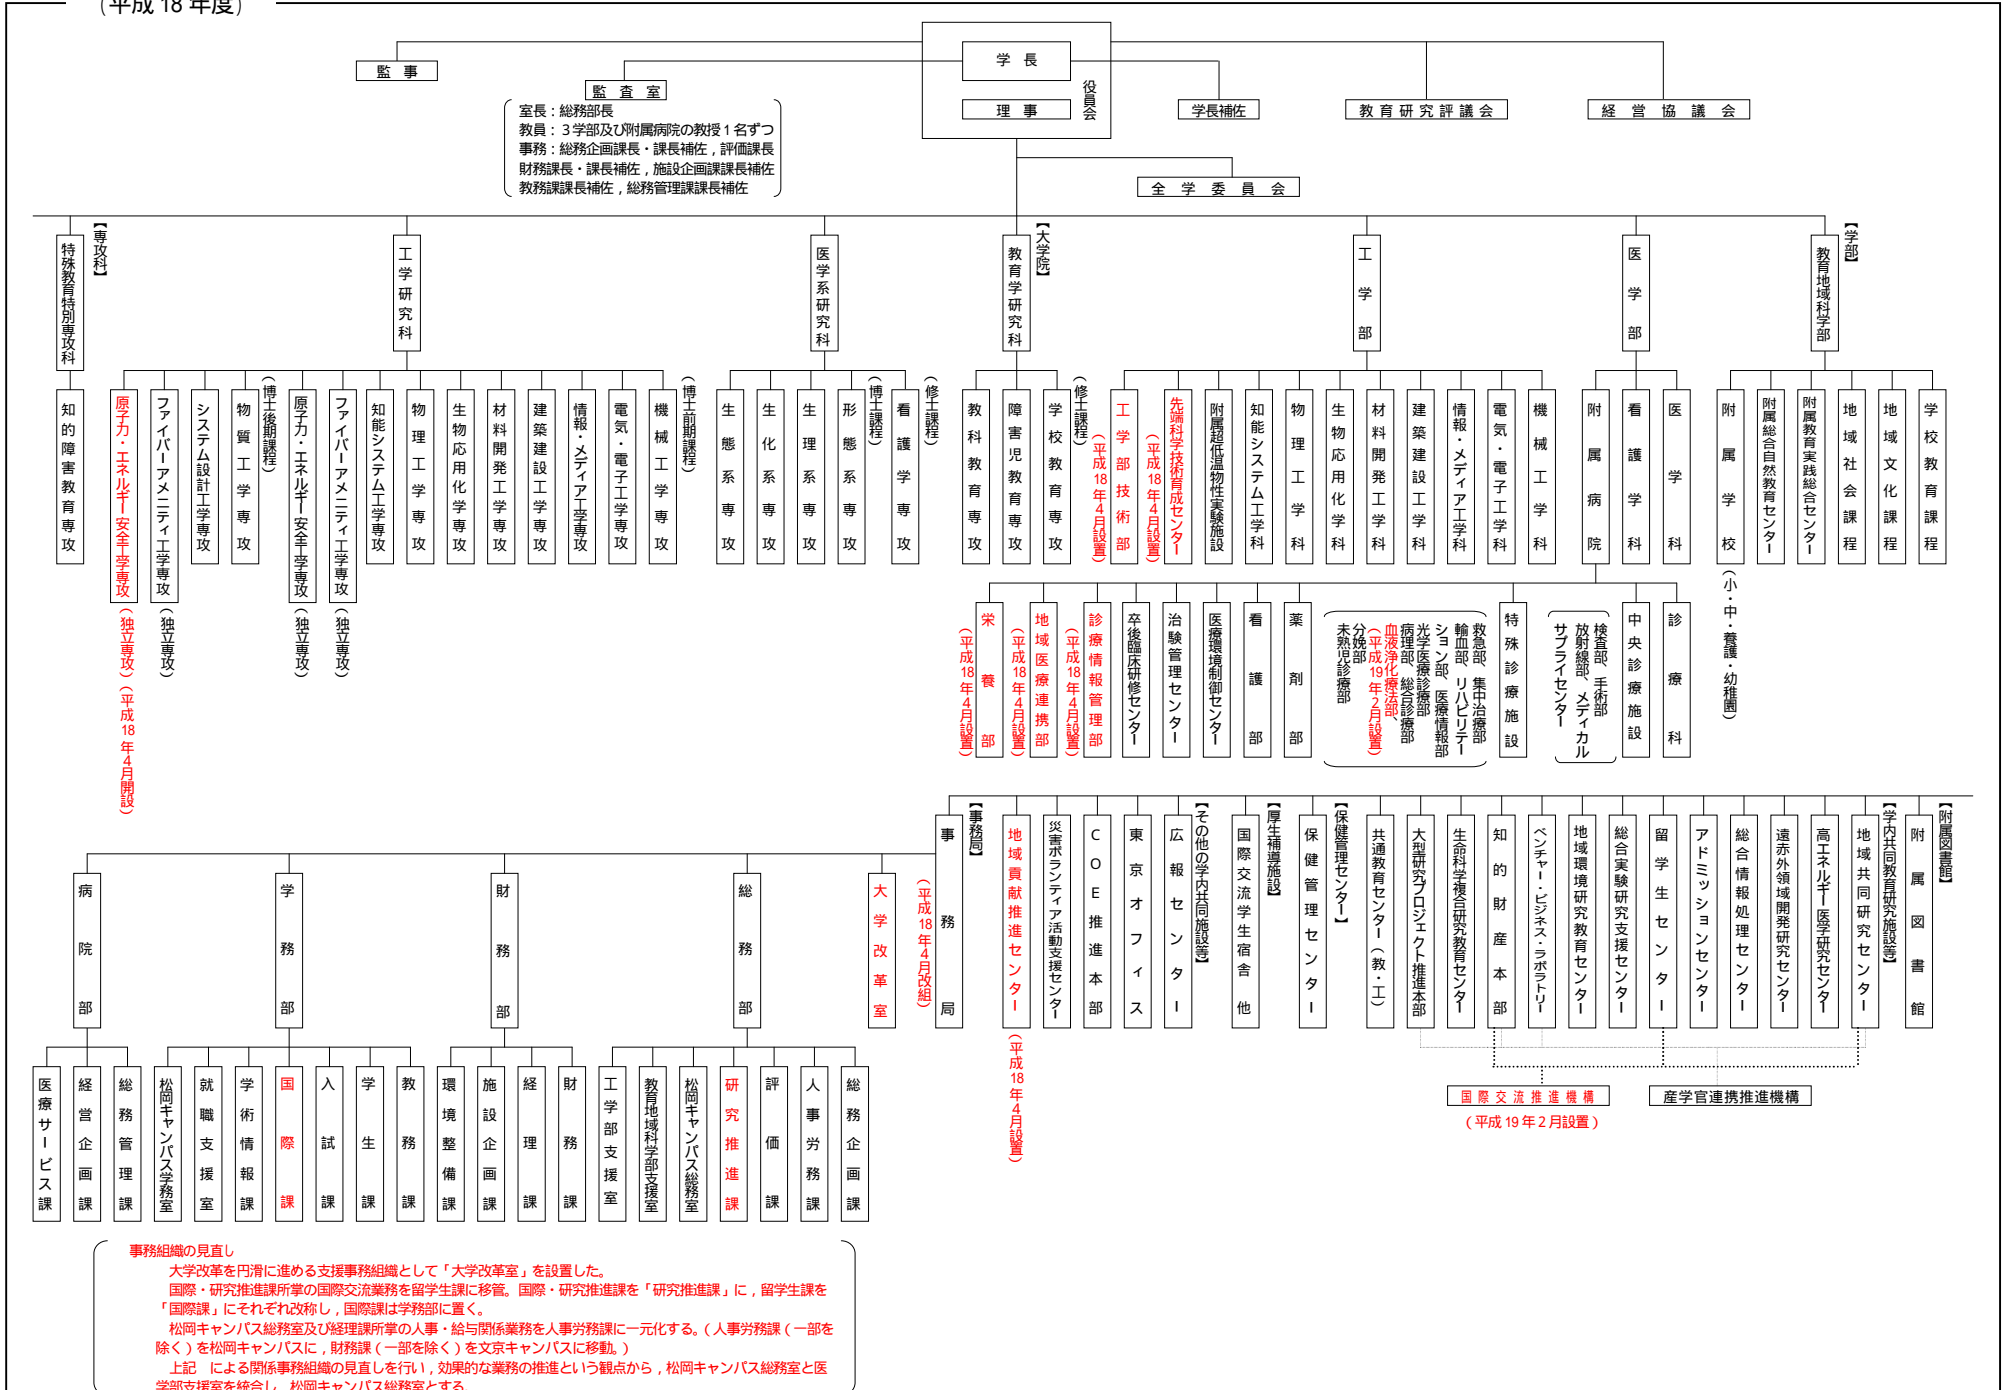 (平成 18 年度)
学 長
理 事
役員会
監 事
監 査 室
室長:総務部長
教員:3学部及び附属病院の教授1名ずつ
事務:総務企画課長・課長補佐,評価課長
財務課長・課長補佐,施設企画課課長補佐
教務課課長補佐,総務管理課課長補佐
学長補佐
教育研究評議会
経 営 協 議 会
全 学 委 員 会
【専攻科】
特殊教育特別専攻科
工学研究科
医学系研究科
教育学研究科
【大学院】
工 学 部
医 学 部
教育地域科学部
【学部】
知的障害教育専攻
原子力・エネルギー安全工学専攻
(独立専攻)(平成18年4月開設)
ファイバーアメニティ工学専攻
(独立専攻)
システム設計工学専攻
物質工学専攻
(博士後期課程)
原子力・エネルギー安全工学専攻
(独立専攻)
ファイバーアメニティ工学専攻
(独立専攻)
知能システム工学専攻
物理工学専攻
生物応用化学専攻
材料開発工学専攻
建築建設工学専攻
情報・メディア工学専攻
電気・電子工学専攻
機械工学専攻
(博士前期課程)
生態系専攻
生化系専攻
生理系専攻
形態系専攻
(博士課程)
看護学専攻
(修士課程)
教科教育専攻
障害児教育専攻
学校教育専攻
(修士課程)
工学部技術部
(平成18年4月設置)
先端科学技術育成センター
(平成18年4月設置)
附属超低温物性実験施設
知能システム工学科
物理工学科
生物応用化学科
材料開発工学科
建築建設工学科
情報・メディア工学科
電気・電子工学科
機械工学科
附属病院
看護学科
医学科
附属学校
(小・中・養護・幼稚園)
附属総合自然教育センター
附属教育実践総合センター
地域社会課程
地域文化課程
学校教育課程
栄養部
(平成18年4月設置)
地域医療連携部
(平成18年4月設置)
診療情報管理部
(平成18年4月設置)
卒後臨床研修センター
治験管理センター
医療環境制御センター
看護部
薬剤部
救急部、集中治療部
輸血部、リハビリテー
ション部、医療情報部
光学医療診療部
病理部、総合診療部
血液浄化療法部、
(平成19年2月設置)
分娩部
未熟児診療部
特殊診療施設
検査部、手術部
放射線部、メディカル
サプライセンター
中央診療施設
診療科
病院部
学務部
財務部
総務部
大学改革室
(平成18年4月改組)
事務局
【事務局】
地域貢献推進センター
(平成18年4月設置)
災害ボランティア活動支援センター
COE推進本部
東京オフィス
広報センター
【その他の学内共同施設等】
国際交流学生宿舎他
【厚生補導施設】
保健管理センター
【保健管理センター】
共通教育センター(教・工)
大型研究プロジェクト推進本部
生命科学複合研究教育センター
知的財産本部
ベンチャー・ビジネス・ラボラトリー
地域環境研究教育センター
総合実験研究支援センター
留学生センター
アドミッションセンター
総合情報処理センター
遠赤外領域開発研究センター
高エネルギー医学研究センター
地域共同研究センター
【学内共同教育研究施設等】
附属図書館
【附属図書館】
医療サービス課
経営企画課
総務管理課
松岡キャンパス学務室
就職支援室
学術情報課
国際課
入試課
学生課
教務課
環境整備課
施設企画課
経理課
財務課
工学部支援室
教育地域科学部支援室
松岡キャンパス総務室
研究推進課
評価課
人事労務課
総務企画課
国際交流推進機構
(平成19年2月設置)
産学官連携推進機構
事務組織の見直し
大学改革を円滑に進める支援事務組織として「大学改革室」を設置した。
国際・研究推進課所掌の国際交流業務を留学生課に移管。国際・研究推進課を「研究推進課」に,留学生課を
「国際課」にそれぞれ改称し,国際課は学務部に置く。
松岡キャンパス総務室及び経理課所掌の人事・給与関係業務を人事労務課に一元化する。(人事労務課(一部を
除く)を松岡キャンパスに,財務課(一部を除く)を文京キャンパスに移動。)
上記 による関係事務組織の見直しを行い,効果的な業務の推進という観点から,松岡キャンパス総務室と医
学部支援室を統合し,松岡キャンパス総務室とする。